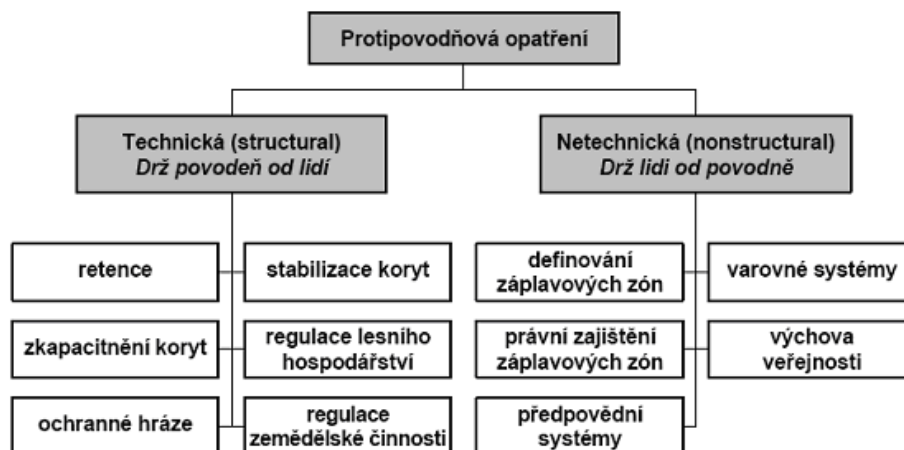 Protipovodňová opatření
Technická (structural)
Drž povodeň od lidí
Netechnická (nonstructural)
Drž lidi od povodně
retence
stabilizace koryt
definování
záplavových zón
varovné systémy
zkapacitnění koryt
regulace lesního
hospodářství
právní zajištění
záplavových zón
výchova
veřejnosti
ochranné hráze
regulace
zemědělské činnosti
předpovědní
systémy